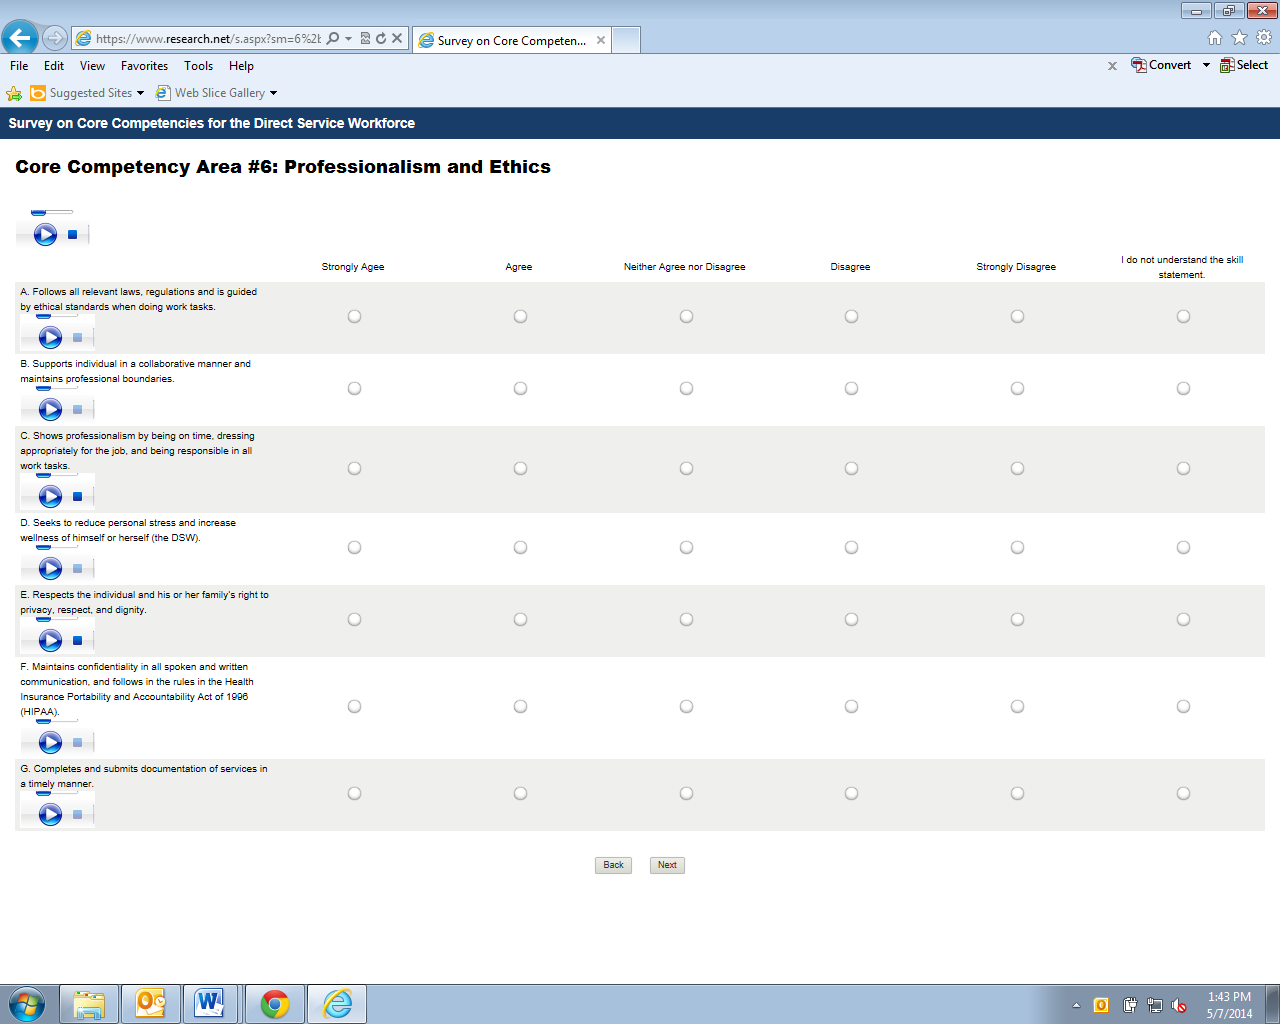 https://www.research.net/s.aspx?sm=6%2b
Survey on Core Competen...
File Edit View Favorites Tools Help
Convert Select
Suggested Sites Web Slice Gallery
Survey on Core Competencies for the Direct Service Workforce
Core Competency Area #6: Professionalism and Ethics
Strongly Agee Agree Neither Agree nor Disagree Disagree Strongly Disagree I do not understand the skill
statement.
A. Follows all relevant laws, regulations and is guided
by ethical standards when doing work tasks.
B. Supports individual in a collaborative manner and
maintains professional boundaries.
C. Shows professionalism by being on time, dressing
appropriately for the job, and being responsible in all
work tasks.
D. Seeks to reduce personal stress and increase
wellness of himself or herself (the DSW).
E. Respects the individual and his or her family's right to
privacy, respect, and dignity.
F. Maintains confidentiality in all spoken and written
communication, and follows in the rules in the Health
Insurance Portability and Accountability Act of 1996
(HIPAA).
G. Completes and submits documentation of services in
a timely manner.
Back Next
1:43 PM
5/7/2014